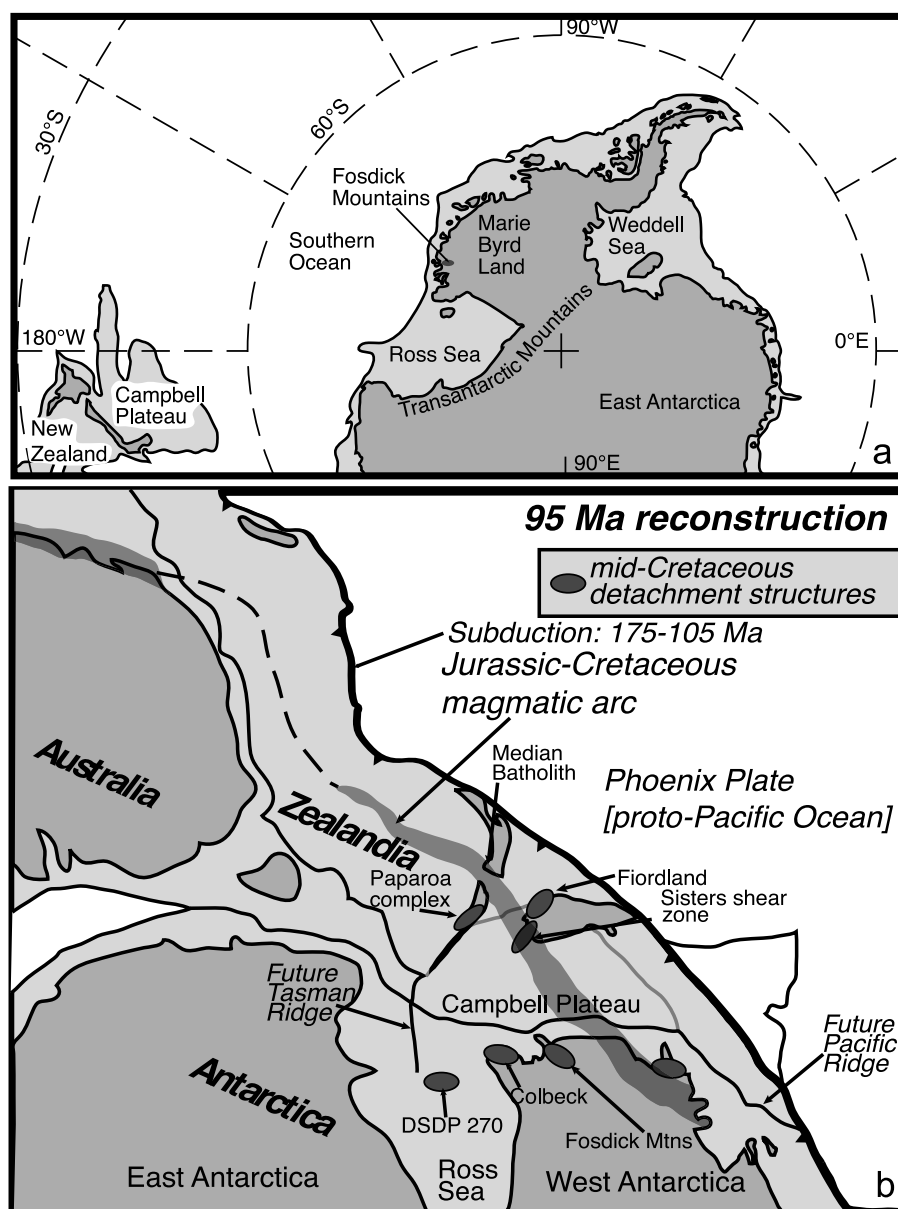 90°W
30°S
60°S
Fosdick
Mountains
Southern
Ocean
Marie
Byrd
Land
Weddell
Sea
180°W
0°E
Ross Sea
Transantarctic Mountains
Campbell
Plateau
East Antarctica
New
Zealand
90°E
a
95 Ma reconstruction
mid-Cretaceous
detachment structures
Subduction: 175-105 Ma
Jurassic-Cretaceous
magmatic arc
Median
Batholith
Australia
Phoenix Plate
[proto-Pacific Ocean]
Zealandia
Paparoa
complex
Fiordland
Sisters shear
zone
Future
Tasman
Ridge
Campbell Plateau
Future
Pacific
Ridge
Antarctica
Colbeck
DSDP 270
Fosdick Mtns
East Antarctica
Ross
Sea
West Antarctica
b